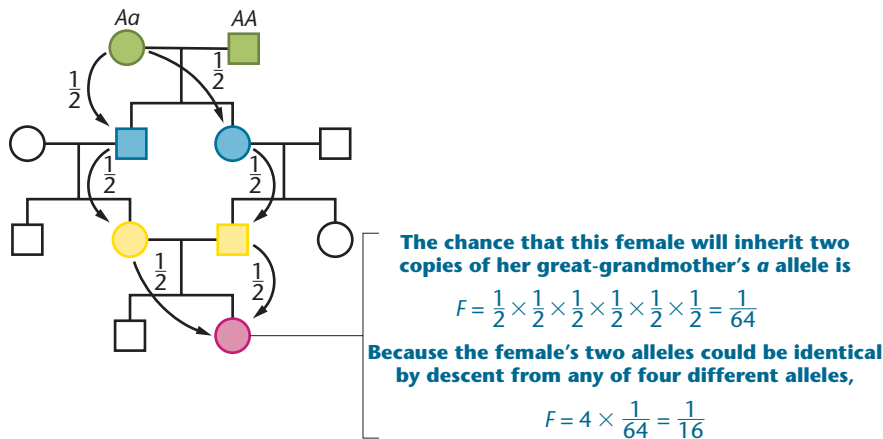 Aa AA
1/2 1/2
1/2 1/2
1/2 1/2
The chance that this female will inherit two
copies of her great-grandmother’s a allele is
F = 1/2 × 1/2 × 1/2 × 1/2 × 1/2 × 1/2 = 1/64
Because the female’s two alleles could be identical
by descent from any of four different alleles,
F = 4 × 1/64 = 1/16